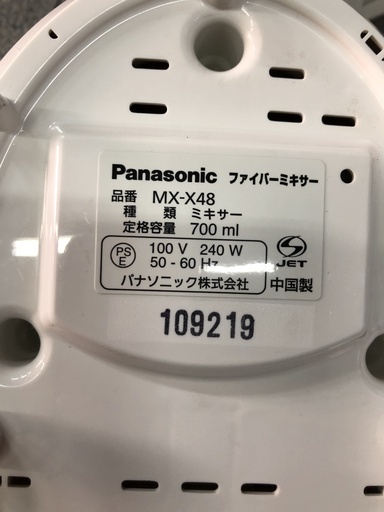 Panasonic ファイバーミキサー
品番 MX-X48
種類 ミキサー
定格容量 700 ml
PS E 100 V 240 W
50 - 60 Hz
JET
パナソニック株式会社 中国製
109219